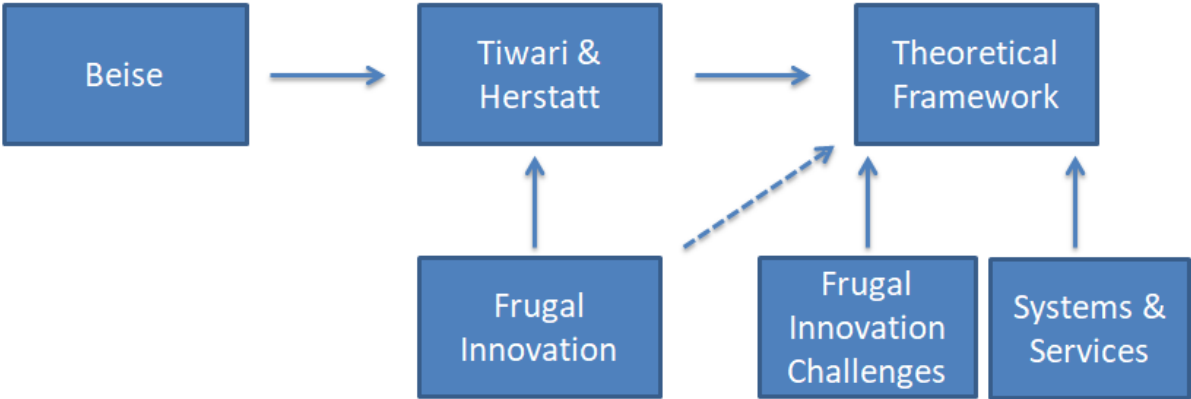 Beise
Tiwari &
Herstatt
Theoretical
Framework
Frugal
Innovation
Frugal
Innovation
Challenges
Systems &
Services